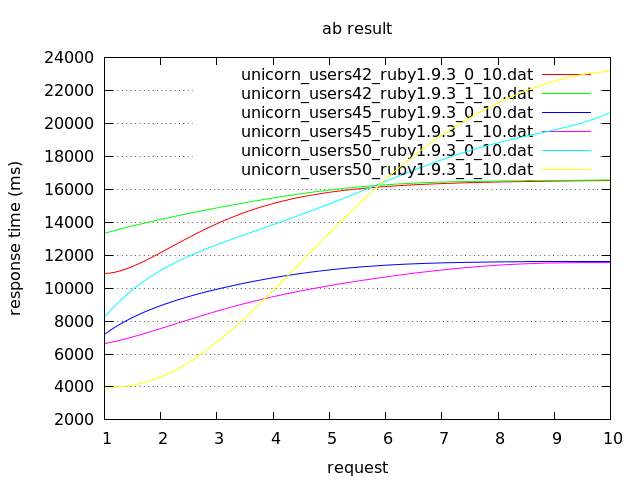 ab result
24000
22000
20000
18000
16000
14000
12000
10000
8000
6000
4000
2000
response time (ms)
unicorn_users42_ruby1.9.3_0_10.dat
unicorn_users42_ruby1.9.3_1_10.dat
unicorn_users45_ruby1.9.3_0_10.dat
unicorn_users45_ruby1.9.3_1_10.dat
unicorn_users50_ruby1.9.3_0_10.dat
unicorn_users50_ruby1.9.3_1_10.dat
1 2 3 4 5 6 7 8 9 10
request